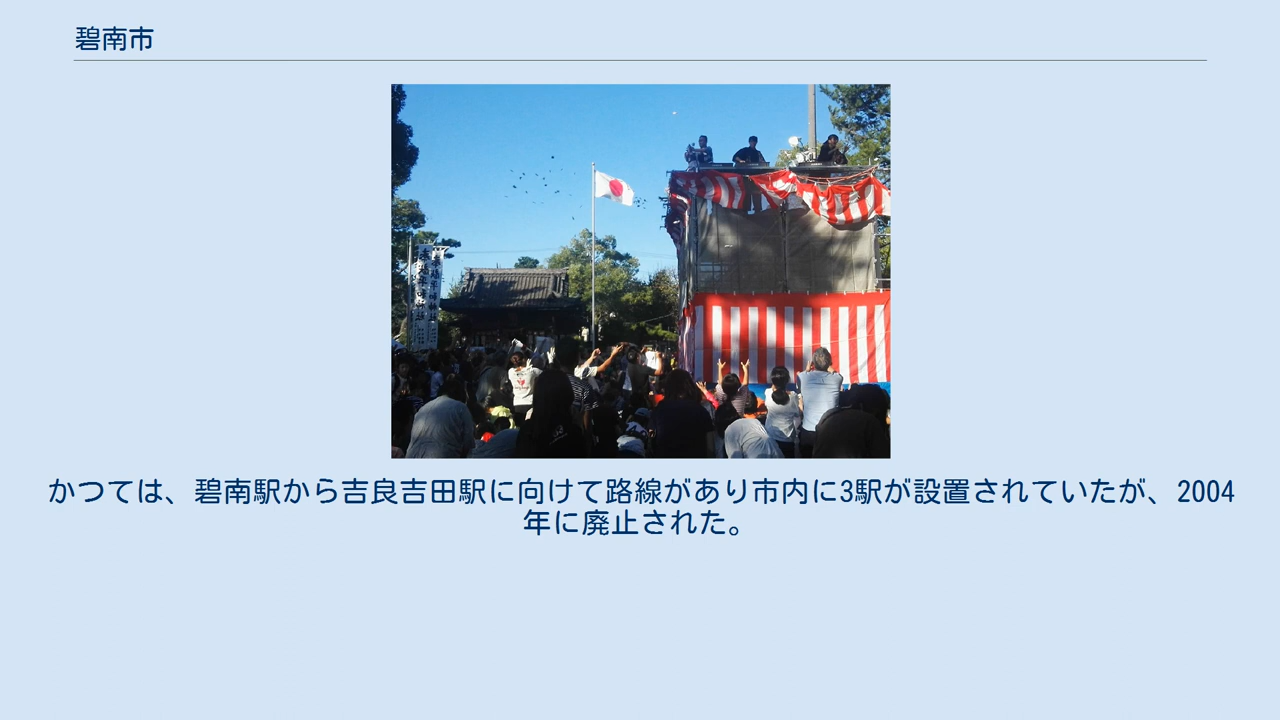 碧南市
かつては、碧南駅から吉良吉田駅に向けて路線があり市内に3駅が設置されていたが、2004
年に廃止された。